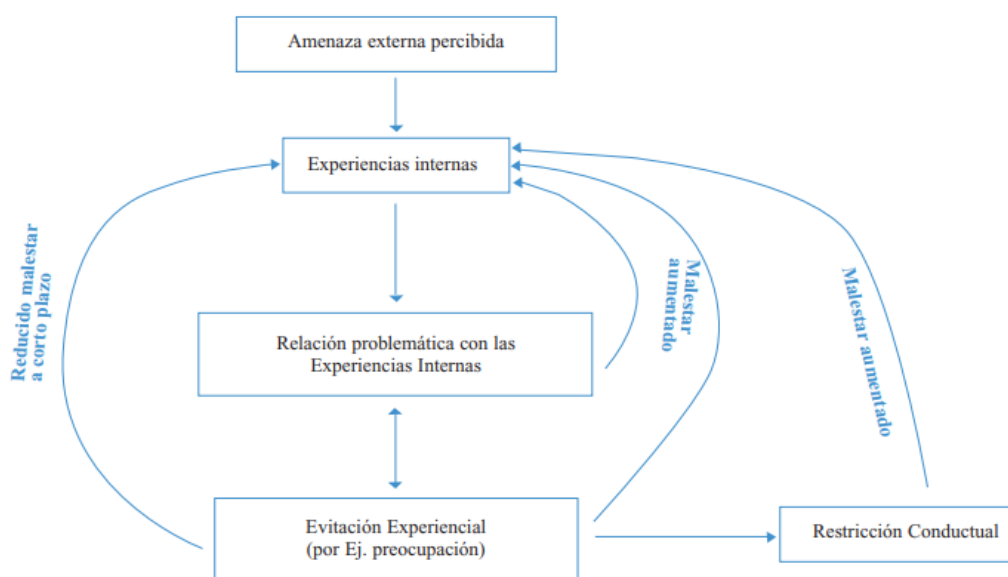 Amenaza externa percibida
Experiencias internas
Reducido malestar
a corto plazo
Malestar
aumentado
Malestar aumentado
Relación problemática con las
Experiencias Internas
Evitación Experiencial
(por Ej. preocupación)
Restricción Conductual